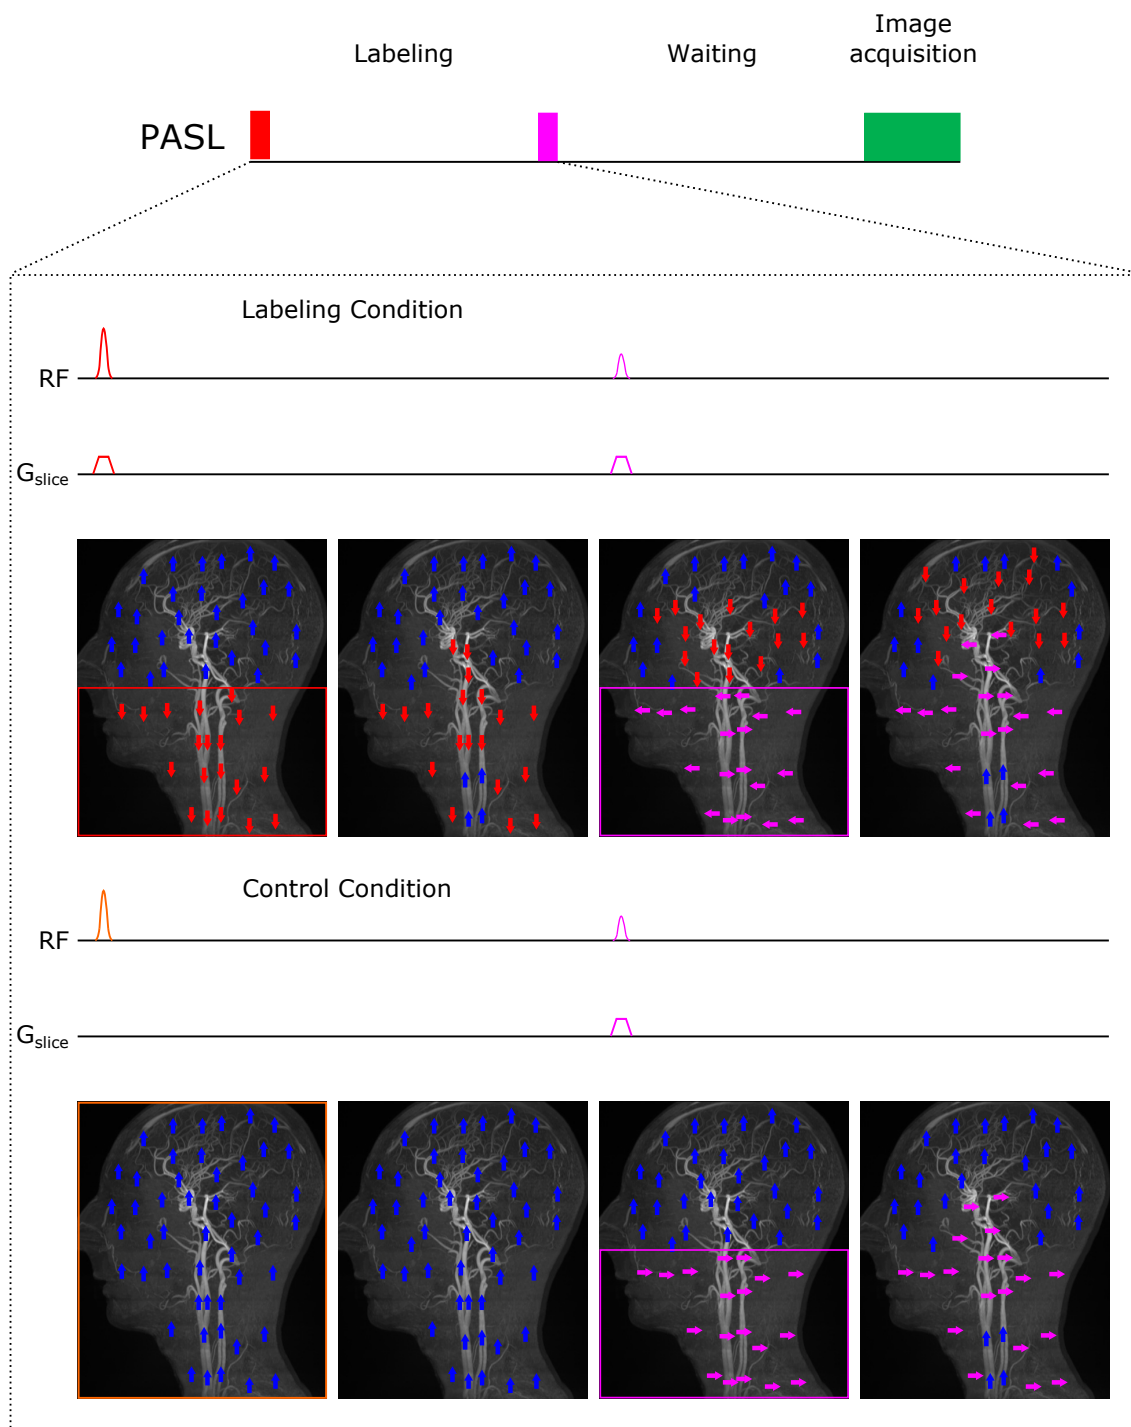 Labeling
Waiting
Image
acquisition
PASL
Labeling Condition
RF
Gslice
Control Condition
RF
Gslice